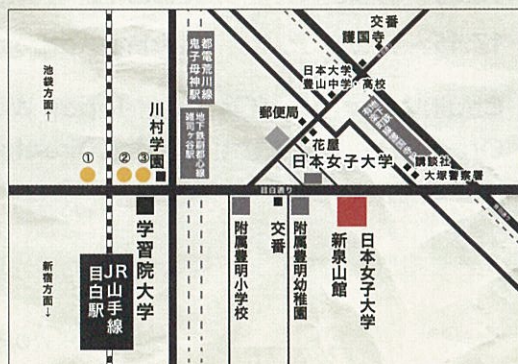 交番
護国寺
日本大学
豊山中学・高校
都電荒川線
鬼子母神駅
池袋方面↑
郵便局
川村学園
地下鉄副都心線
雑司ヶ谷駅
花屋
日本女子大学
講談社
大塚警察署
① ② ③
目白通り
学習院大学
附属豊明小学校
交番
附属豊明幼稚園
日本女子大学
新泉山館
新宿方面↓
JR
山手線
目白駅